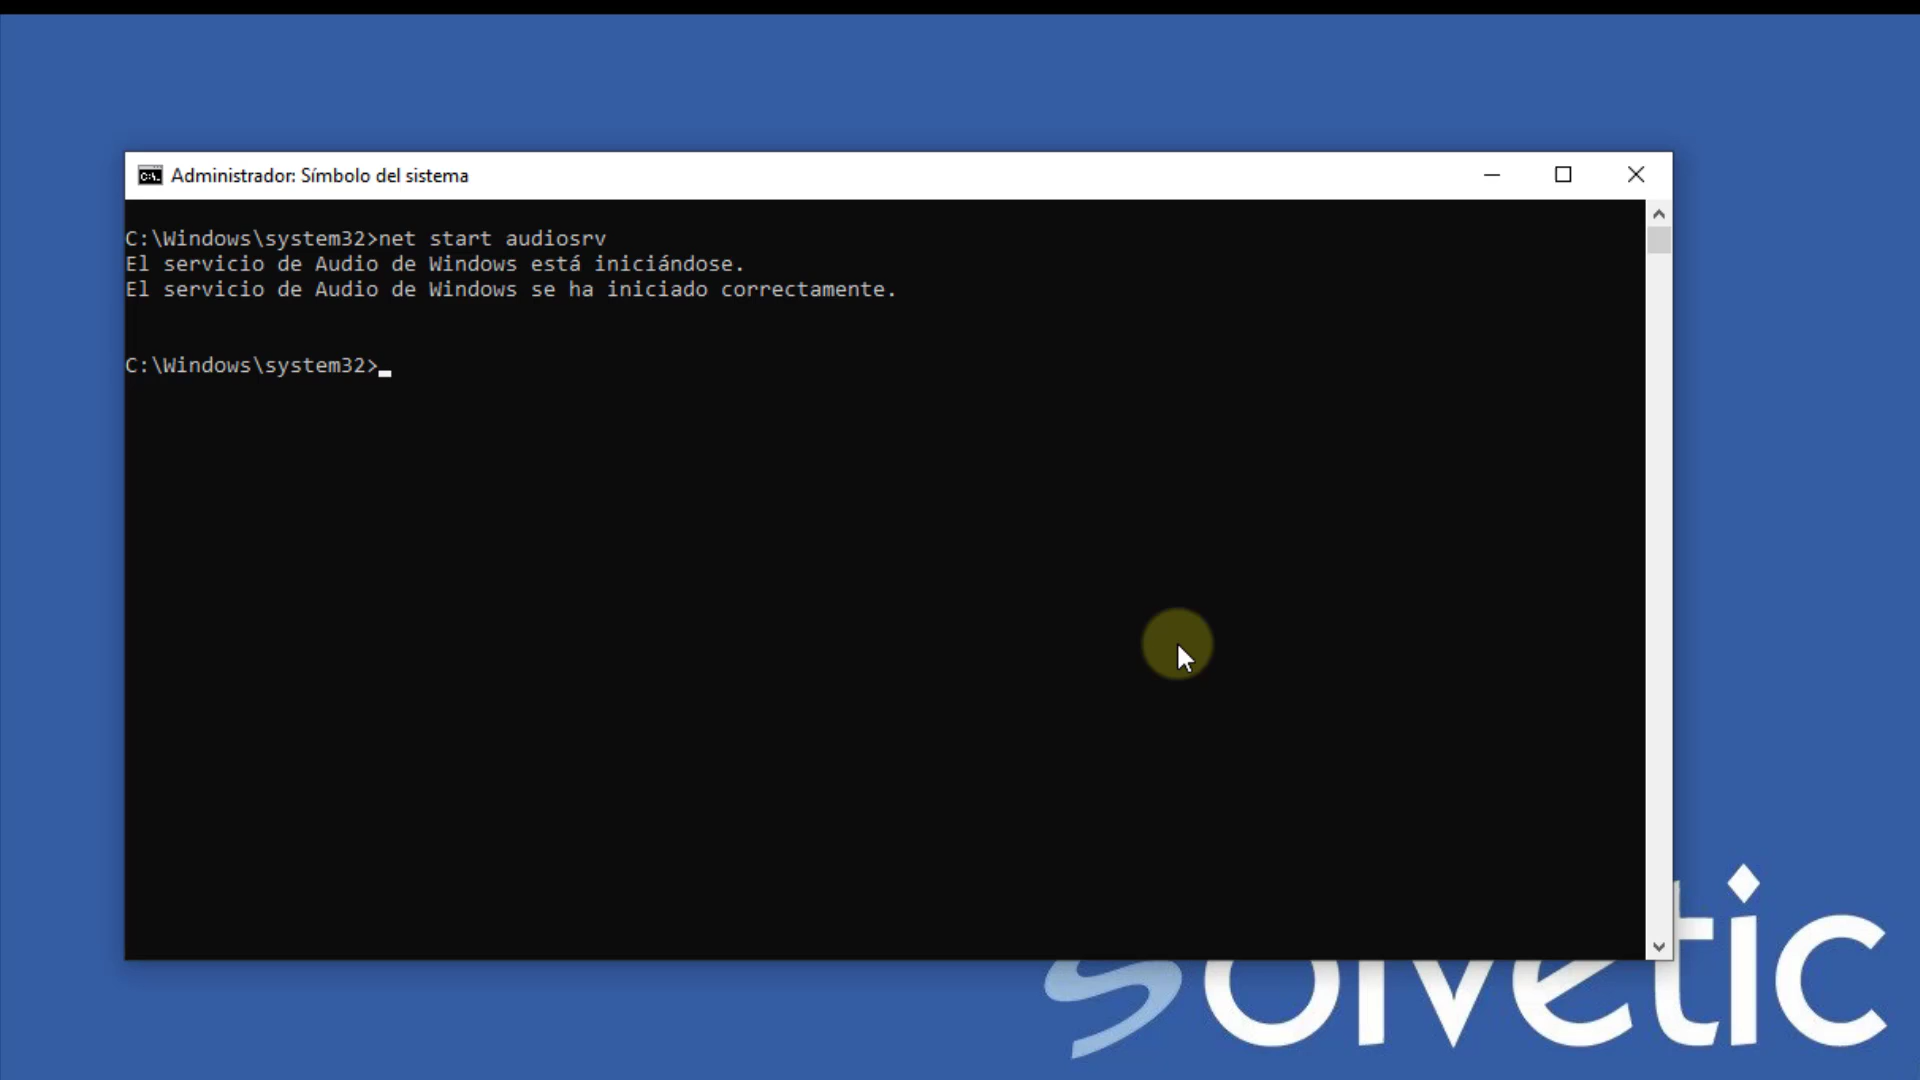 Administrador: Símbolo del sistema
C:\Windows\system32>net start audiosrv
El servicio de Audio de Windows está iniciándose.
El servicio de Audio de Windows se ha iniciado correctamente.
C:\Windows\system32>
solvetic